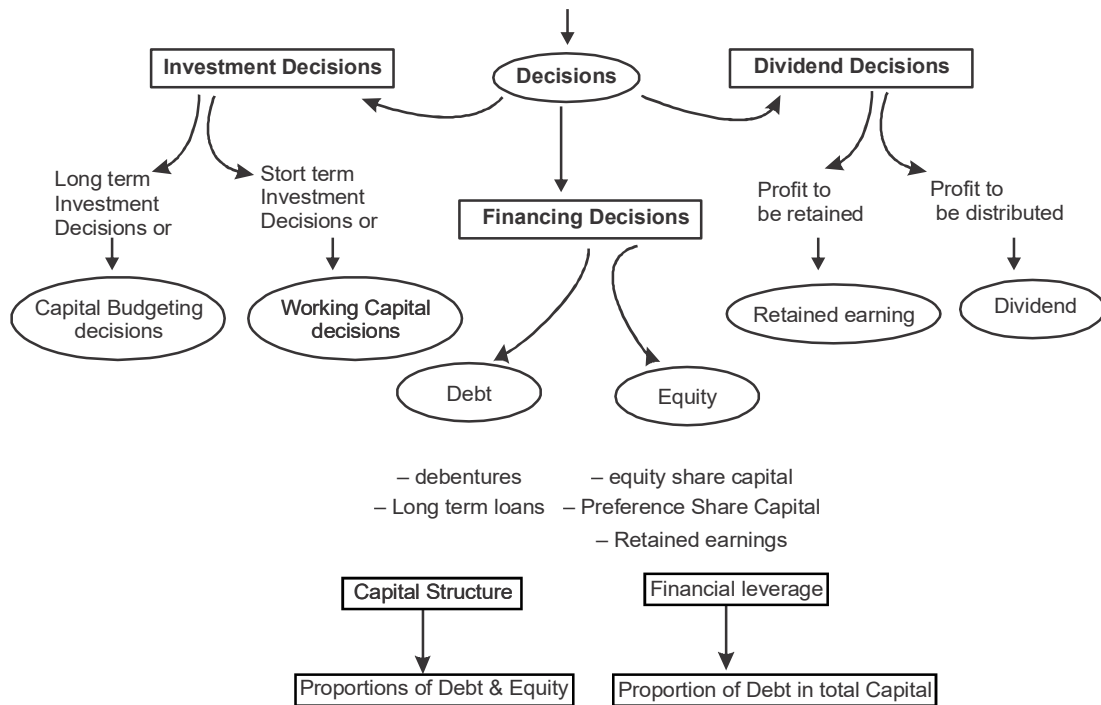 Investment Decisions
Decisions
Dividend Decisions
Long term
Investment
Decisions or
Stort term
Investment
Decisions or
Financing Decisions
Profit to
be retained
Profit to
be distributed
Capital Budgeting
decisions
Working Capital
decisions
Retained earning
Dividend
Debt
Equity
– debentures
– Long term loans
– equity share capital
– Preference Share Capital
– Retained earnings
Capital Structure
Financial leverage
Proportions of Debt & Equity
Proportion of Debt in total Capital